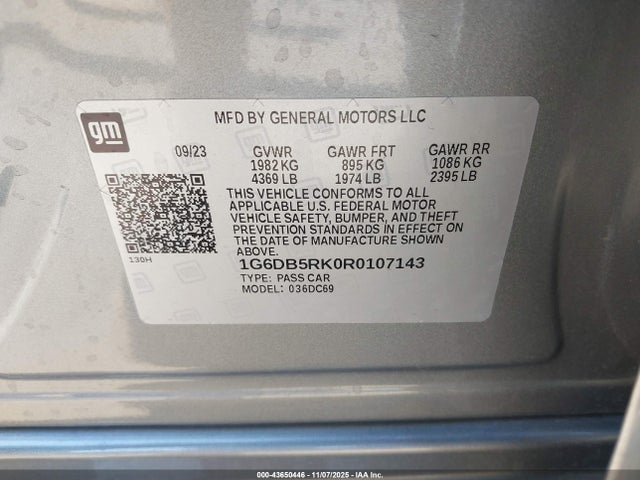 gm
MFD BY GENERAL MOTORS LLC
09/23 GVWR GAWR FRT GAWR RR
1982 KG 895 KG 1086 KG
4369 LB 1974 LB 2395 LB
THIS VEHICLE CONFORMS TO ALL
APPLICABLE U.S. FEDERAL MOTOR
VEHICLE SAFETY, BUMPER, AND THEFT
PREVENTION STANDARDS IN EFFECT ON
THE DATE OF MANUFACTURE SHOWN
ABOVE.
130H
1G6DB5RK0R0107143
TYPE: PASS CAR
MODEL: 036DC69
000-43650446 - 11/07/2025 - IAA Inc.